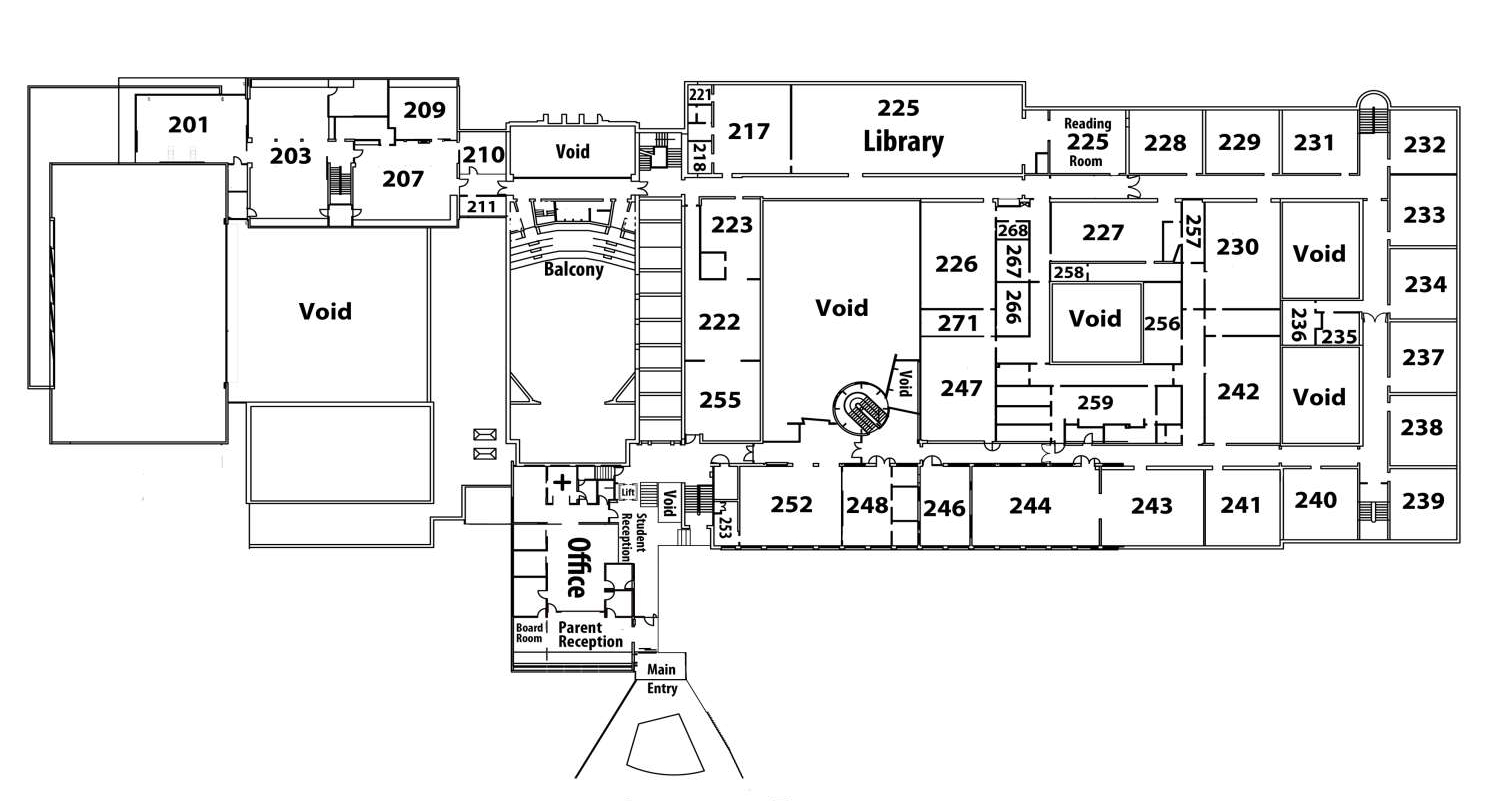 221
209
225
Library
201
217
Reading
225
Room
228
229
231
232
203
207
210
Void
218
211
223
268
227
257
230
233
Void
Balcony
226
267
258
234
Void
222
Void
271
266
Void
256
236
235
237
255
Void
247
259
242
Void
238
+
Lift
Void
252
248
246
244
243
241
240
239
253
Student
Reception
Office
Board
Room
Parent
Reception
Main
Entry